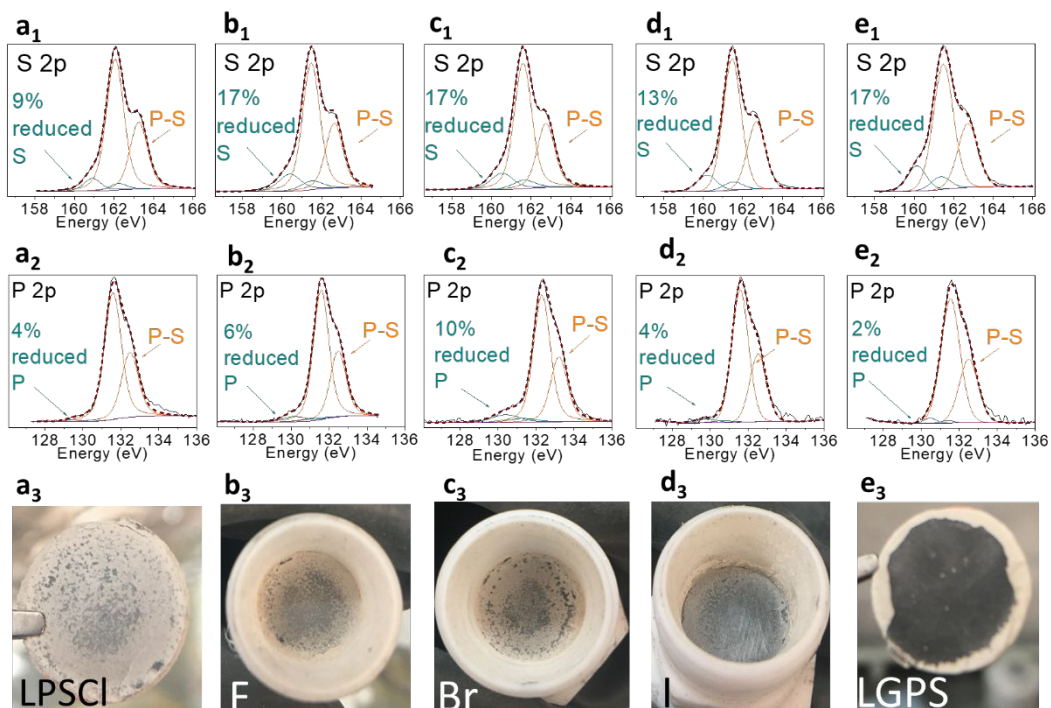 a1
S 2p
9%
reduced
S
P-S
158 160 162 164 166
Energy (eV)
b1
S 2p
17%
reduced
S
P-S
158 160 162 164 166
Energy (eV)
c1
S 2p
17%
reduced
S
P-S
158 160 162 164 166
Energy (eV)
d1
S 2p
13%
reduced
S
P-S
158 160 162 164 166
Energy (eV)
e1
S 2p
17%
reduced
S
P-S
158 160 162 164 166
Energy (eV)
a2
P 2p
4%
reduced
P
P-S
130 132 134 136
Energy (eV)
b2
P 2p
6%
reduced
P
P-S
130 132 134 136
Energy (eV)
c2
P 2p
10%
reduced
P
P-S
130 132 134 136
Energy (eV)
d2
P 2p
4%
reduced
P
P-S
130 132 134 136
Energy (eV)
e2
P 2p
2%
reduced
P
P-S
130 132 134 136
Energy (eV)
a3
LPSCl
b3
F
c3
Br
d3
I
e3
LGPS